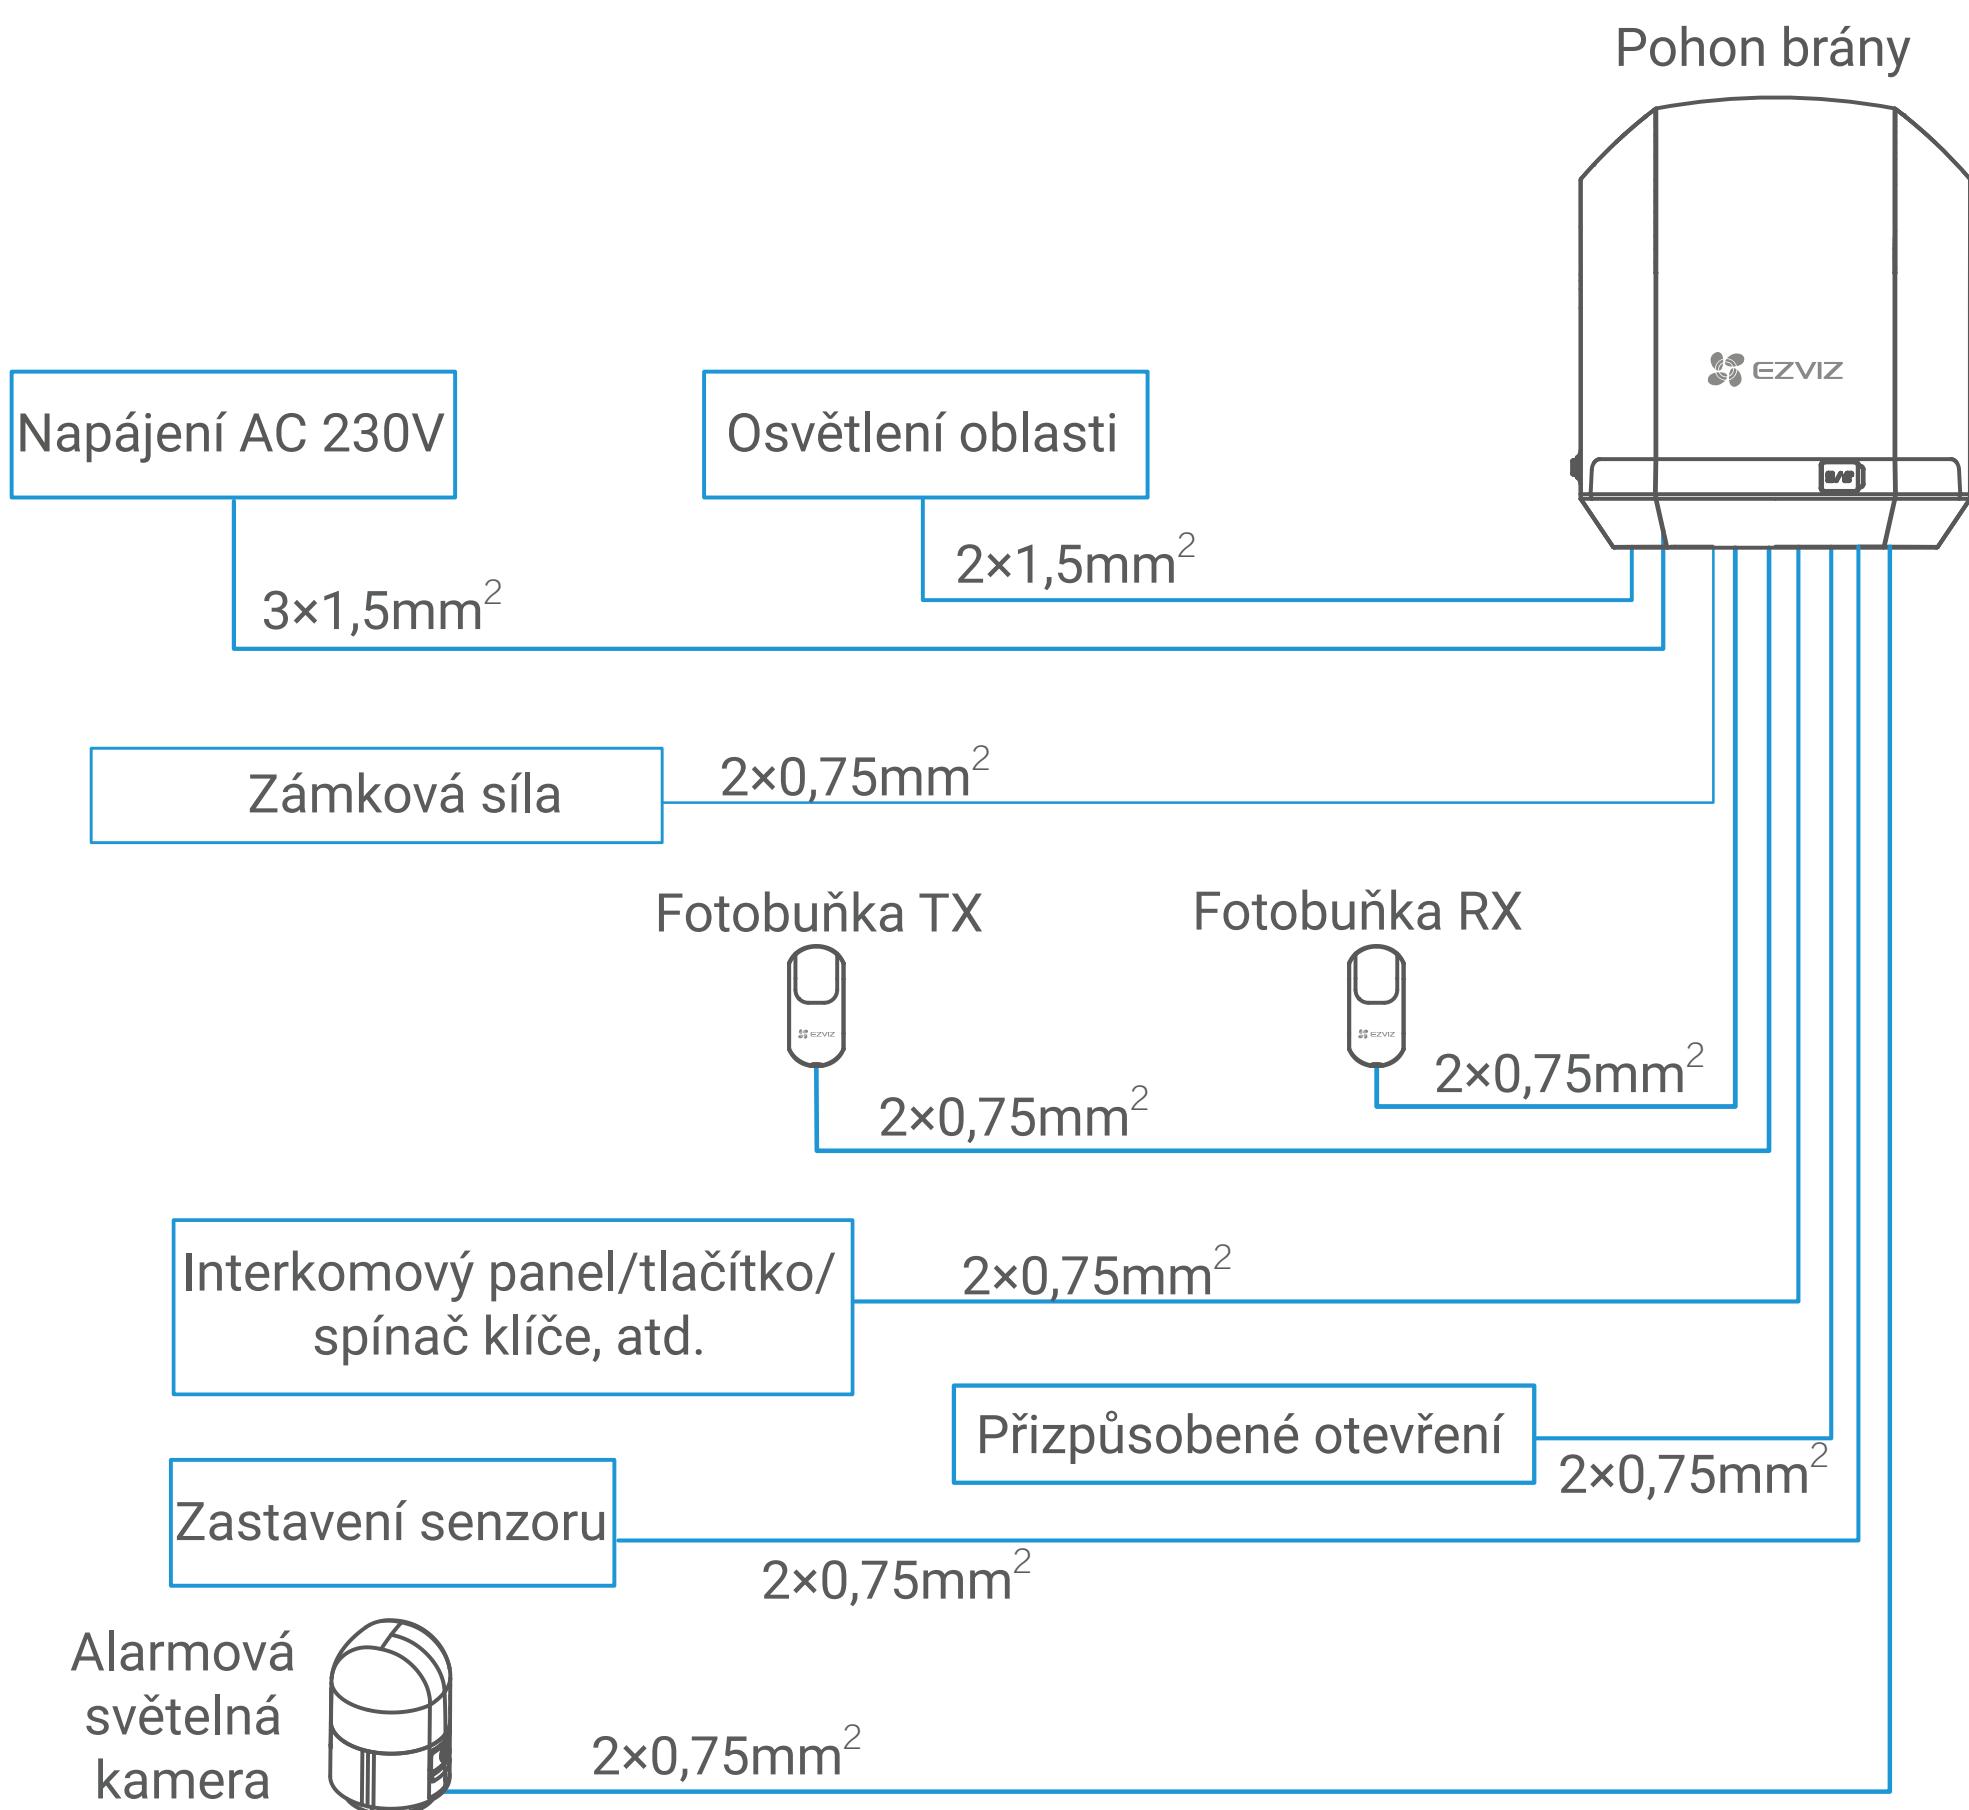 Pohon brány
EZVIZ
Napájení AC 230V
Osvětlení oblasti
2×1,5mm²
3×1,5mm²
Zámková síla
2×0,75mm²
Fotobuňka TX
Fotobuňka RX
EZVIZ
EZVIZ
2×0,75mm²
2×0,75mm²
Interkomový panel/tlačítko/
spínač klíče, atd.
2×0,75mm²
Přizpůsobené otevření
2×0,75mm²
Zastavení senzoru
2×0,75mm²
Alarmová
světelná
kamera
2×0,75mm²